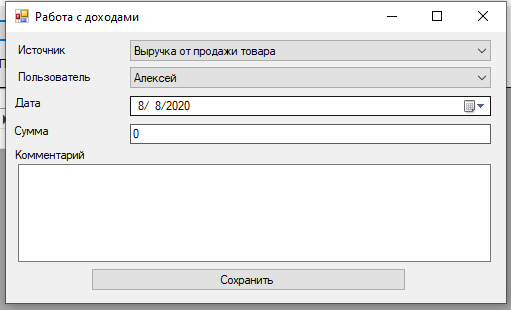 Работа с доходами
Источник
Выручка от продажи товара
Пользователь
Алексей
Дата
8/ 8/2020
Сумма
0
Комментарий
Сохранить